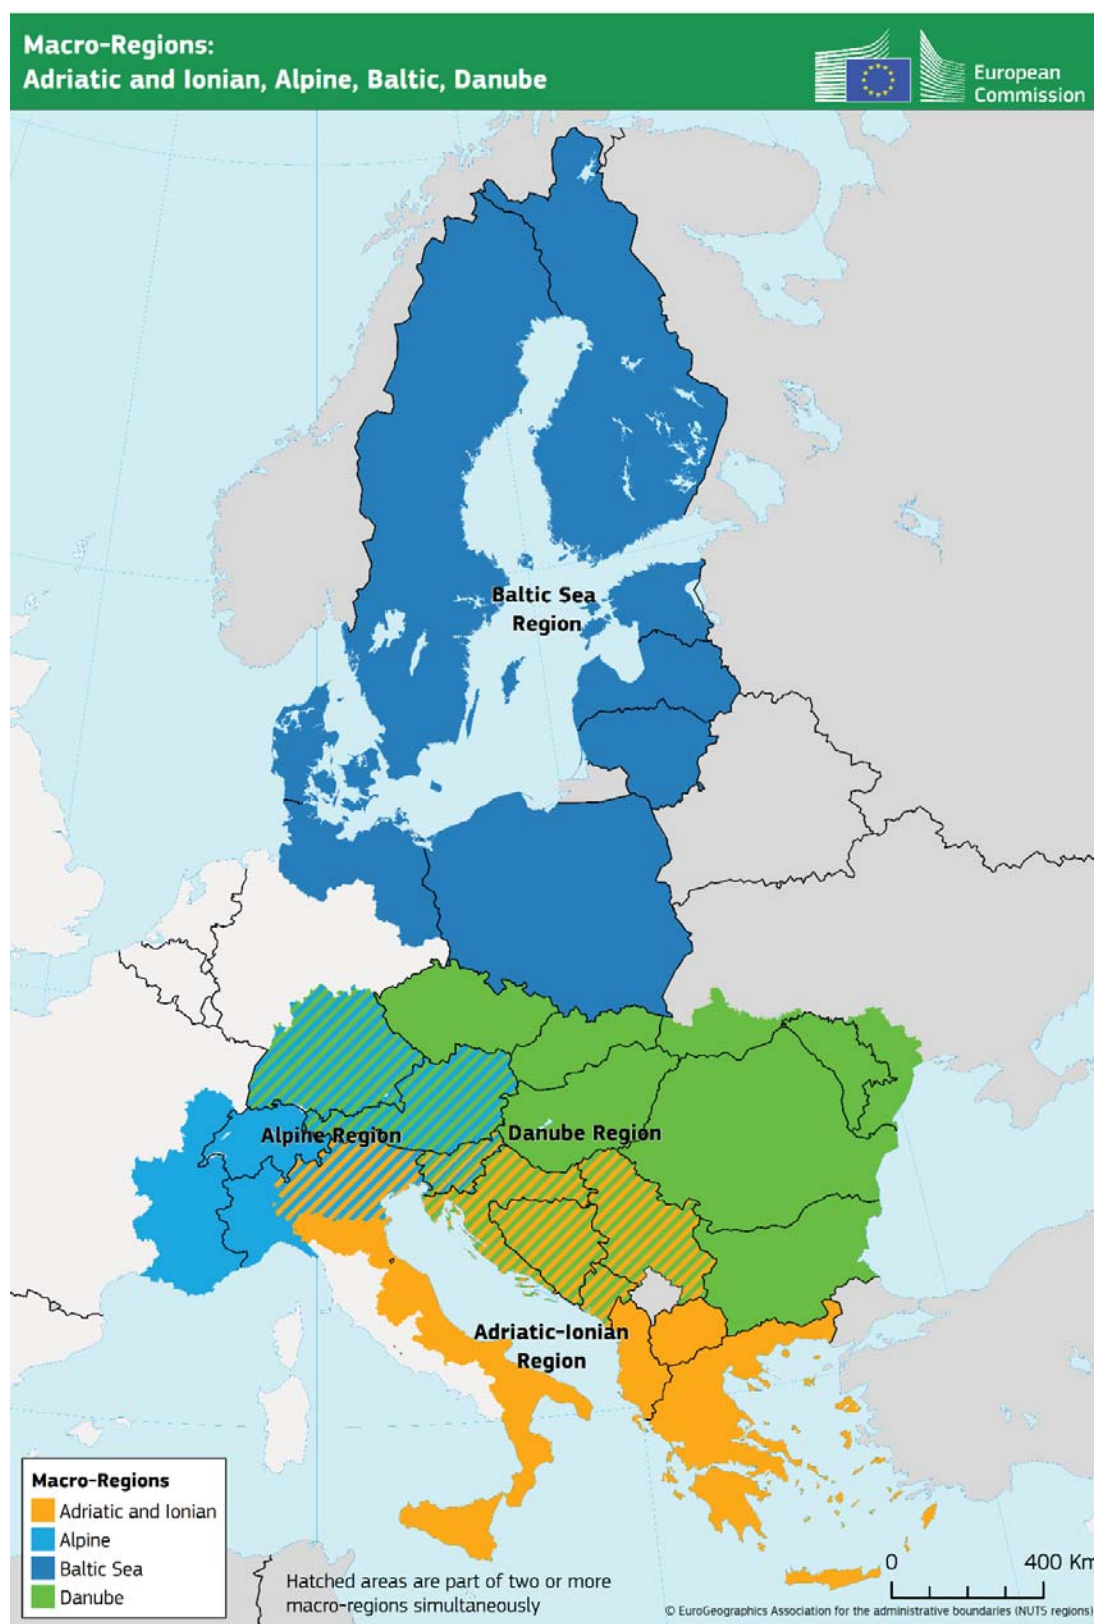 Macro-Regions:
Adriatic and Ionian, Alpine, Baltic, Danube
European
Commission
Baltic Sea
Region
Alpine Region
Danube Region
Adriatic-Ionian
Region
Macro-Regions
Adriatic and Ionian
Alpine
Baltic Sea
Danube
Hatched areas are part of two or more
macro-regions simultaneously
0 400 Km
© EuroGeographics Association for the administrative boundaries (NUTS regions)